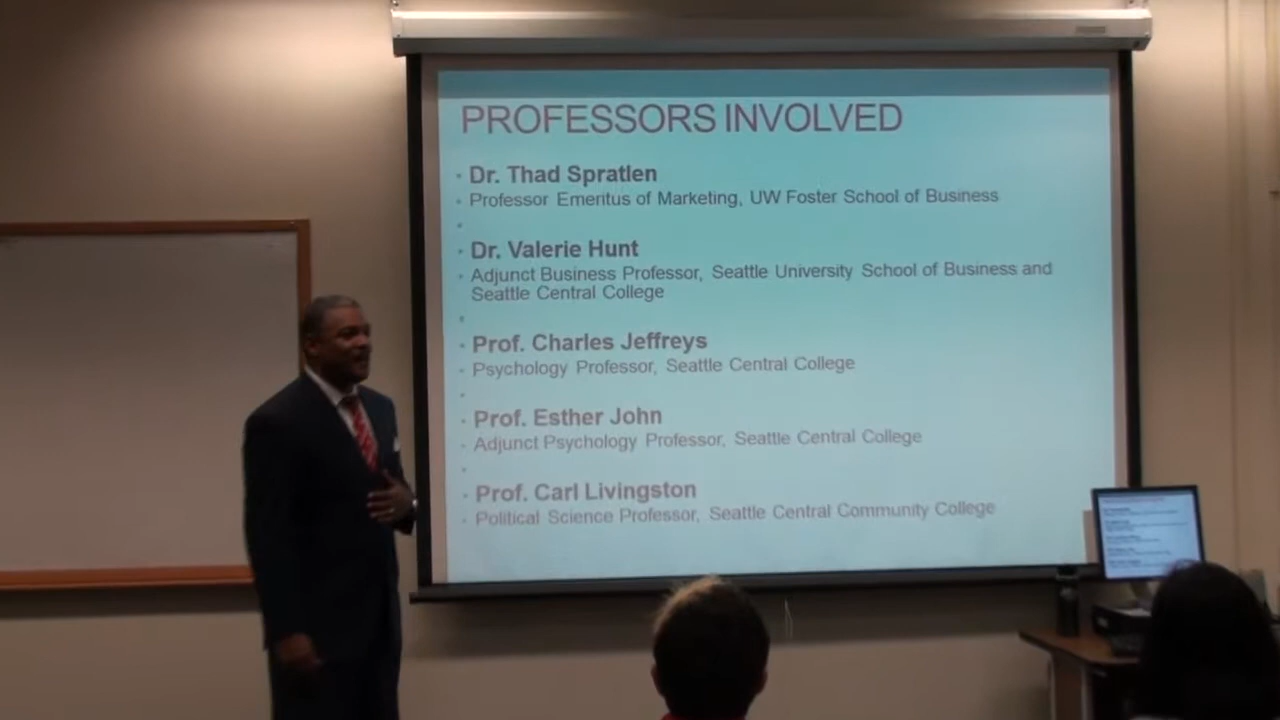 PROFESSORS INVOLVED
Dr. Thad Spratlen
Professor Emeritus of Marketing, UW Foster School of Business
Dr. Valerie Hunt
Adjunct Business Professor, Seattle University School of Business and
Seattle Central College
Prof. Charles Jeffreys
Psychology Professor, Seattle Central College
Prof. Esther John
Adjunct Psychology Professor, Seattle Central College
Prof. Carl Livingston
Political Science Professor, Seattle Central Community College